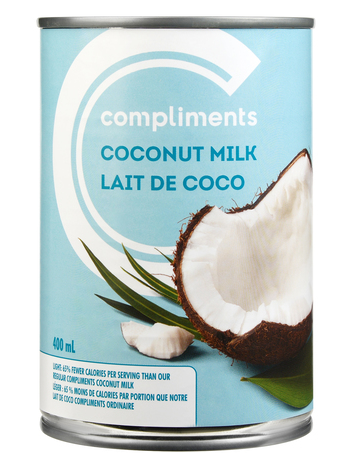 compliments
COCONUT MILK
LAIT DE COCO
400 mL
LIGHT: 65% FEWER CALORIES PER SERVING THAN OUR
REGULAR COMPLIMENTS COCONUT MILK
LÉGER : 65 % MOINS DE CALORIES PAR PORTION QUE NOTRE
LAIT DE COCO COMPLIMENTS ORDINAIRE